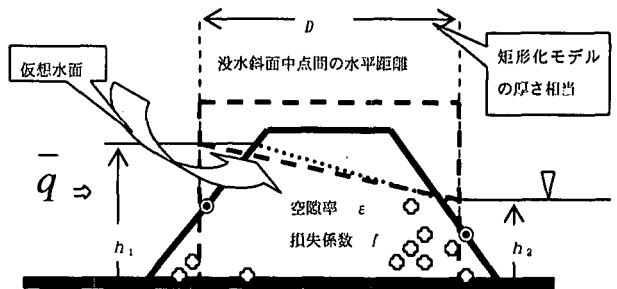 D
仮想水面
没水斜面中点間の水平距離
矩形化モデル
の厚さ相当
q ⇒
h1
空隙率 ε
損失係数 f
h2